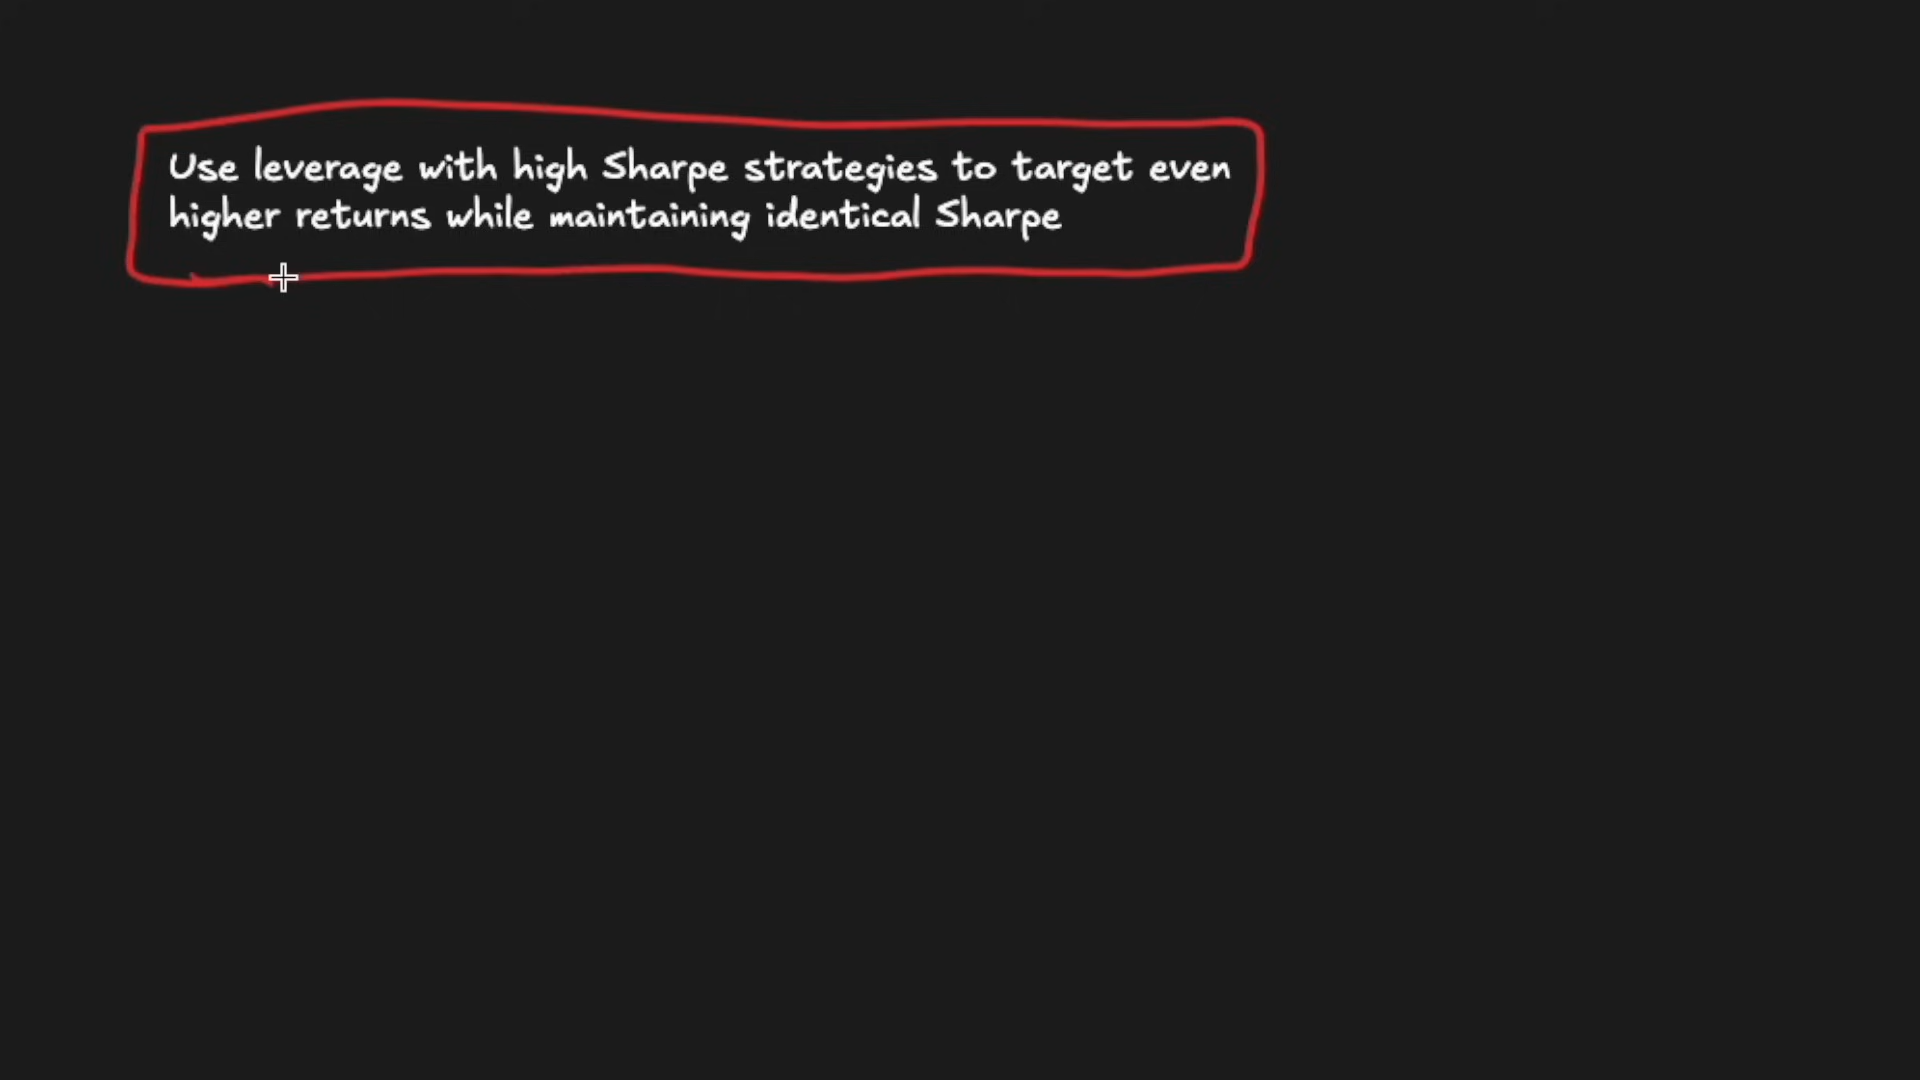 Use leverage with high Sharpe strategies to target even
higher returns while maintaining identical Sharpe